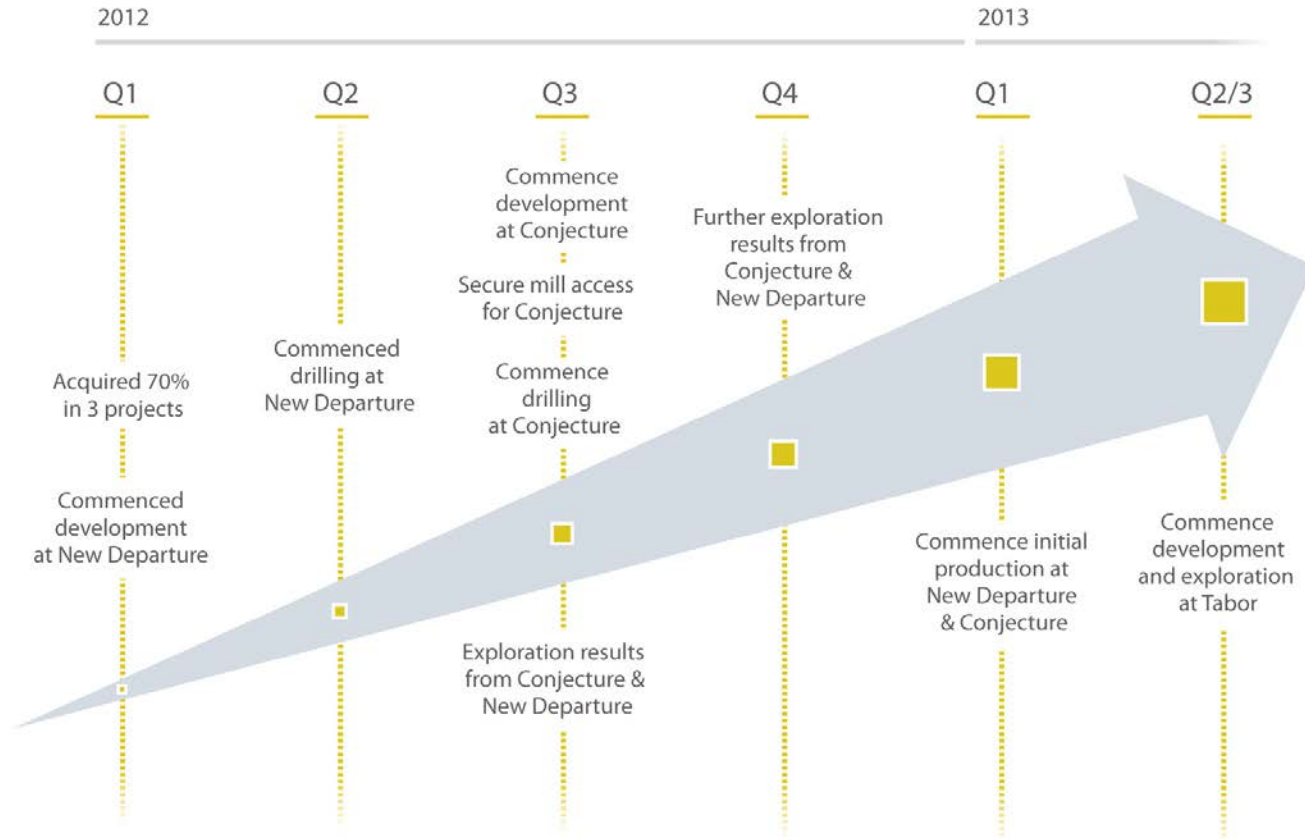 2012
2013
Q1
Q2
Q3
Q4
Q1
Q2/3
Acquired 70%
in 3 projects
Commenced
development
at New Departure
Commenced
drilling at
New Departure
Commence
development
at Conjecture
Secure mill access
for Conjecture
Commence
drilling
at Conjecture
Exploration results
from Conjecture &
New Departure
Further exploration
results from
Conjecture &
New Departure
Commence initial
production at
New Departure
& Conjecture
Commence
development
and exploration
at Tabor